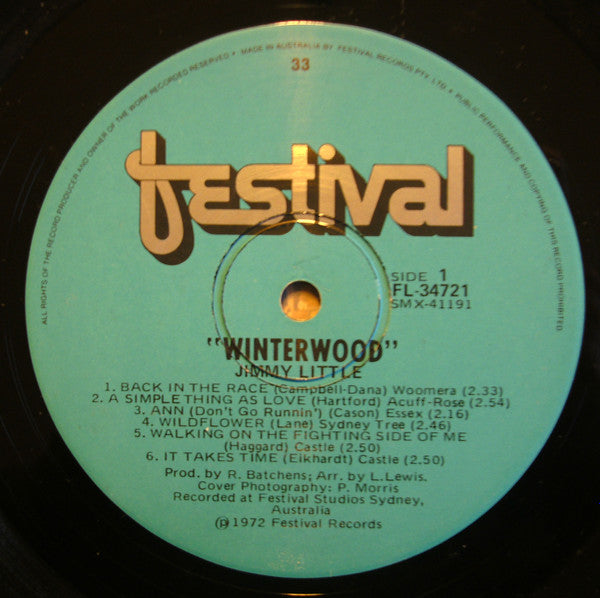 ALL RIGHTS OF THE RECORD PRODUCER AND OWNER OF THE WORK RECORDED RESERVED • MADE IN AUSTRALIA BY FESTIVAL RECORDS PTY. LTD. • PUBLIC PERFORMANCE AND COPYING OF THIS RECORD PROHIBITED
33
festival
SIDE 1
FL-34721
SMX-41191
"WINTERWOOD"
JIMMY LITTLE
1. BACK IN THE RACE (Campbell-Dana) Woomera (2.33)
2. A SIMPLE THING AS LOVE (Hartford) Acuff-Rose (2.54)
3. ANN (Don't Go Runnin') (Cason) Essex (2.16)
4. WILDFLOWER (Lane) Sydney Tree (2.46)
5. WALKING ON THE FIGHTING SIDE OF ME
(Haggard) Castle (2.50)
6. IT TAKES TIME (Eikhardt) Castle (2.50)
Prod. by R. Batchens; Arr. by L. Lewis.
Cover Photography: P. Morris
Recorded at Festival Studios Sydney,
Australia
℗ 1972 Festival Records